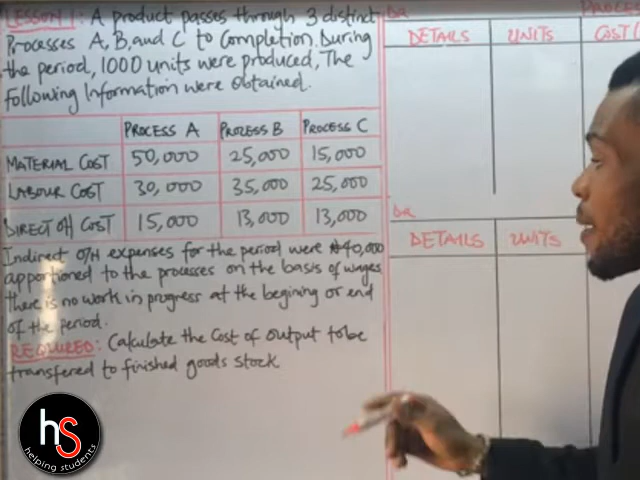 LESSON 1: A product passes through 3 distinct
Processes A, B, and C to Completion. During
the period, 1000 units were produced, The
following Information were obtained.
PROCESS A PROCESS B PROCESS C
MATERIAL COST 50,000 25,000 15,000
LABOUR COST 30,000 35,000 25,000
DIRECT O/H COST 15,000 13,000 13,000
Indirect O/H expenses for the period were ₦40,000
apportioned to the processes on the basis of wages,
there is no work in progress at the begining or end
of the period.
REQUIRED: Calculate the Cost of output to be
transfered to finished goods stock
DR PROCE
DETAILS UNITS COST (
DR
DETAILS UNITS
hs
helping students